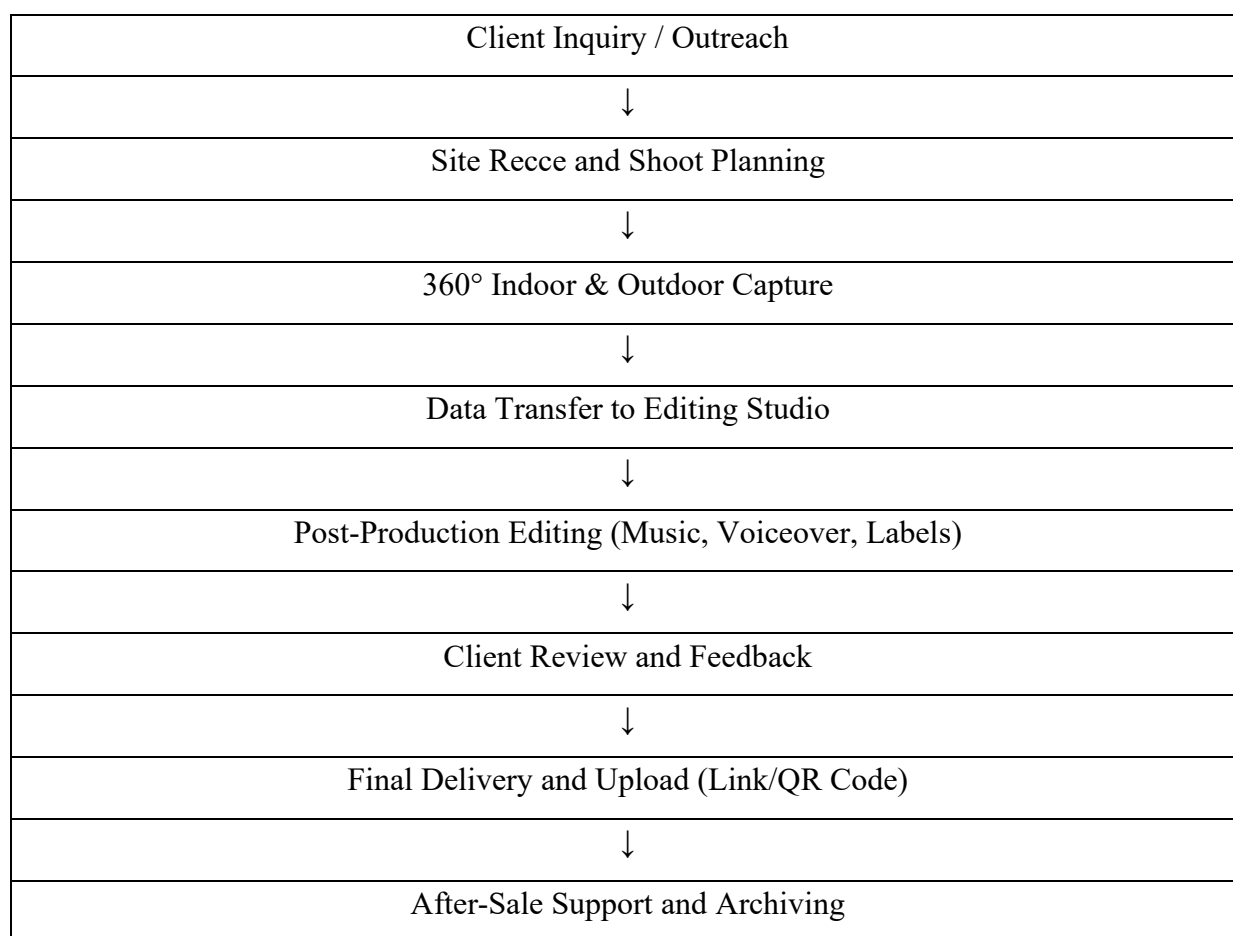 Client Inquiry / Outreach
↓
Site Recce and Shoot Planning
↓
360° Indoor & Outdoor Capture
↓
Data Transfer to Editing Studio
↓
Post-Production Editing (Music, Voiceover, Labels)
↓
Client Review and Feedback
↓
Final Delivery and Upload (Link/QR Code)
↓
After-Sale Support and Archiving